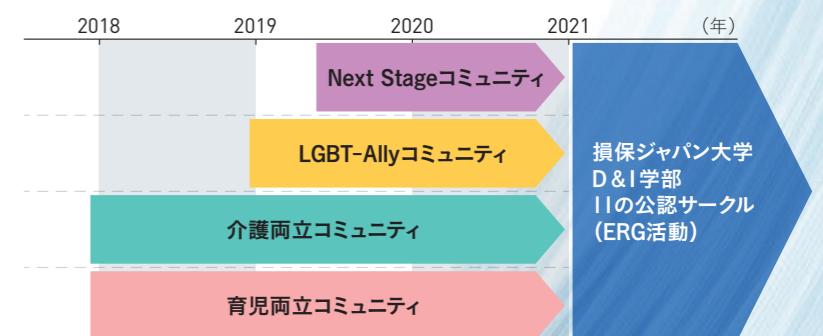 2018 2019 2020 2021 （年）
Next Stageコミュニティ
LGBT-Allyコミュニティ
介護両立コミュニティ
育児両立コミュニティ
損保ジャパン大学
D＆I学部
11の公認サークル
（ERG活動）